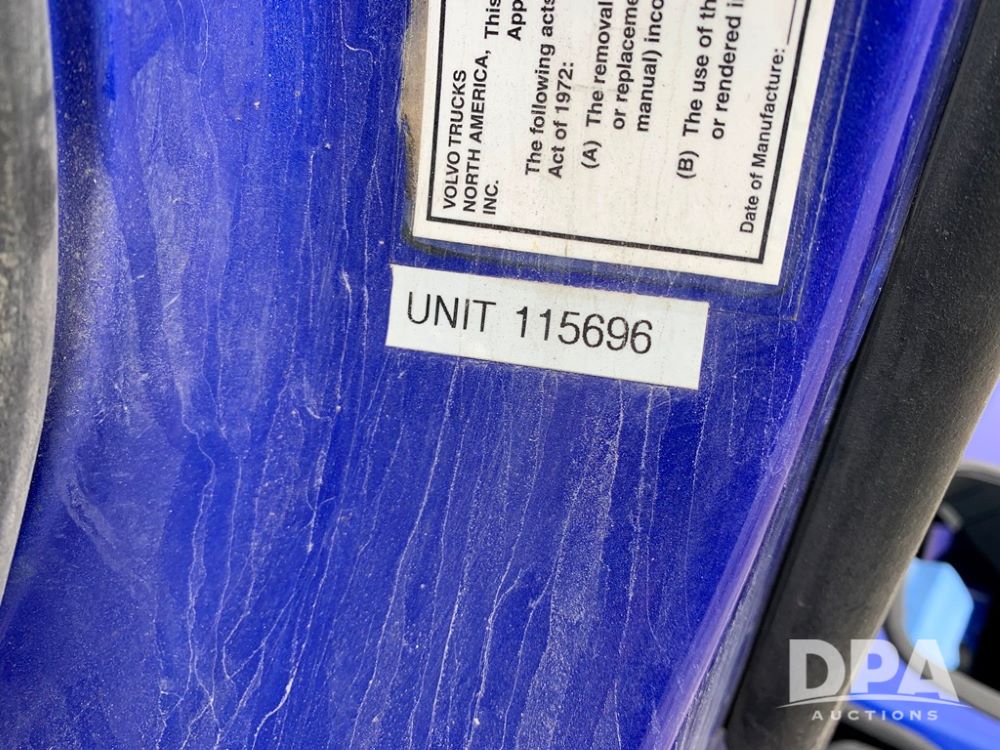 VOLVO TRUCKS
NORTH AMERICA,
INC.
This
App
The following acts
Act of 1972:
(A) The removal
or replaceme
manual) inco
(B) The use of th
or rendered i
Date of Manufacture:
UNIT 115696
DPA
AUCTIONS